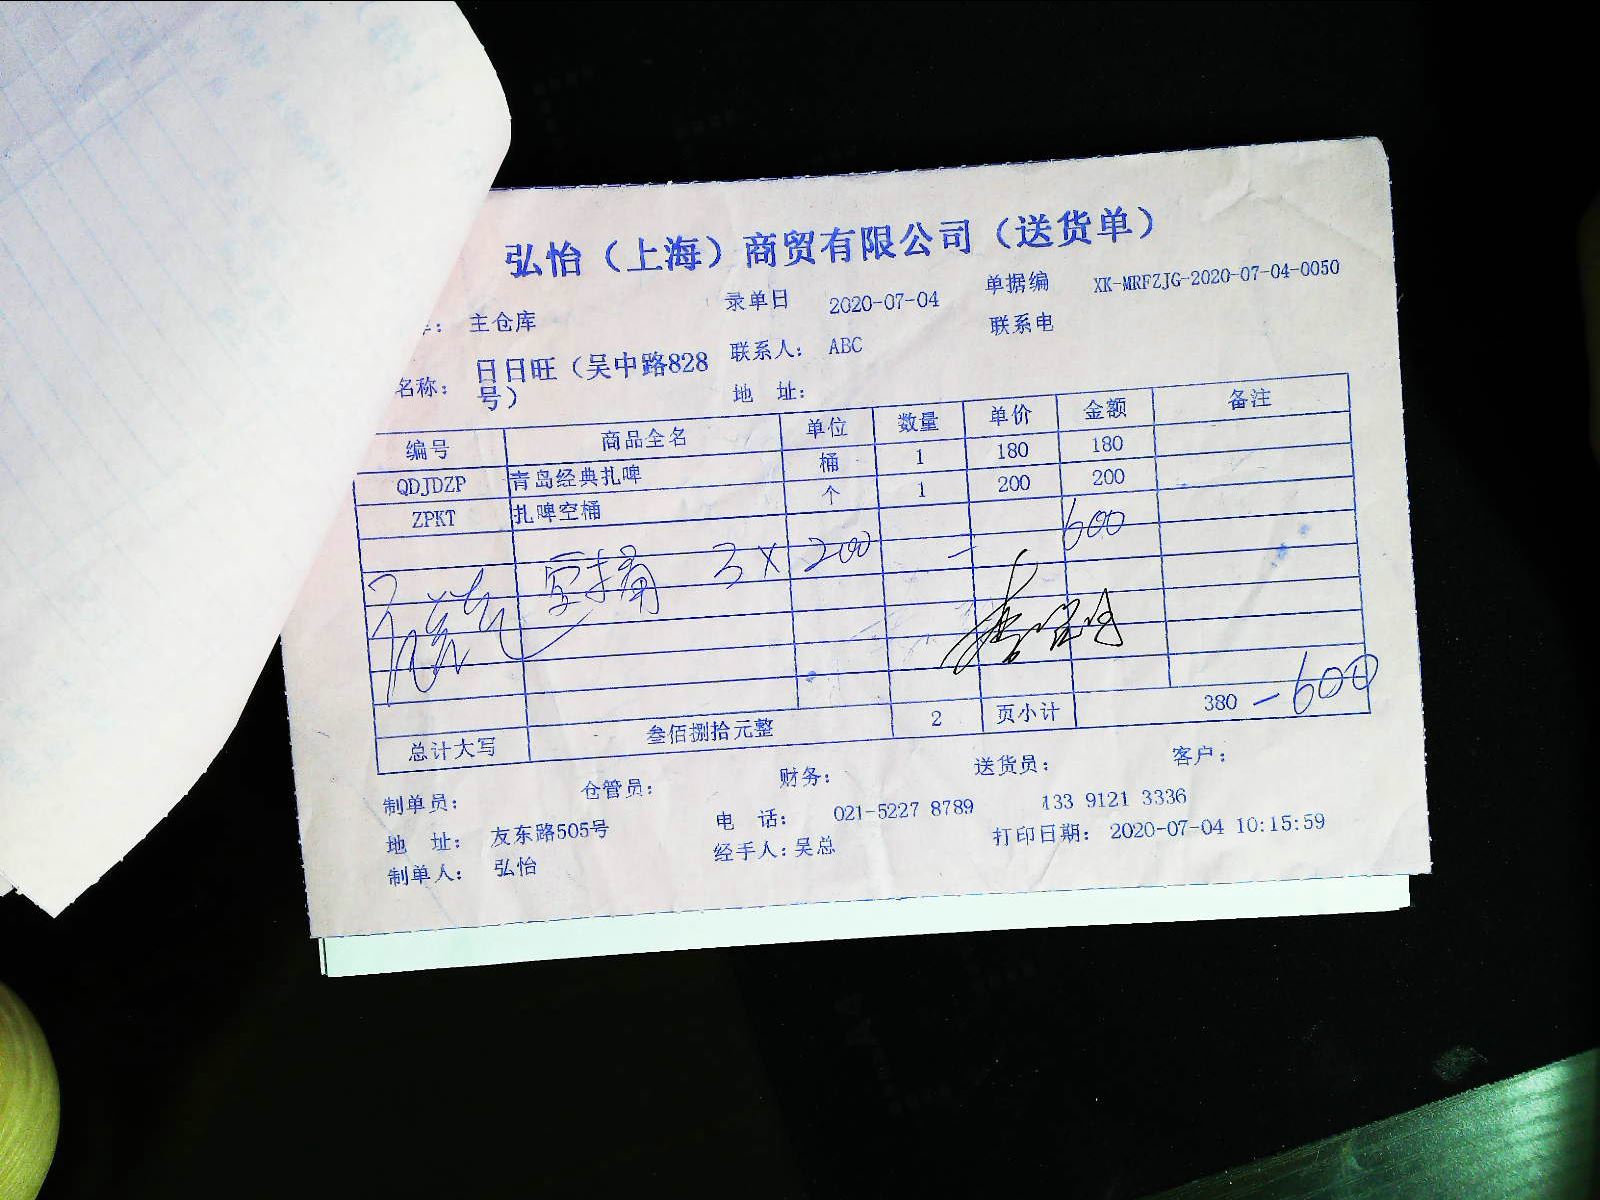 弘怡（上海）商贸有限公司（送货单）
主仓库 录单日 2020-07-04 单据编 XK-MRFZJG-2020-07-04-0050
名称： 日日旺（吴中路828号） 联系人： ABC 联系电
地 址：
编号 商品全名 单位 数量 单价 金额 备注
QDJDZP 青岛经典扎啤 桶 1 180 180
ZPKT 扎啤空桶 个 1 200 200
空桶 3 X 200 — 600
总计大写 叁佰捌拾元整 2 页小计 380 -600
制单员： 仓管员： 财务： 送货员： 客户：
地 址： 友东路505号 电 话： 021-5227 8789 133 9121 3336
制单人： 弘怡 经手人：吴总 打印日期： 2020-07-04 10:15:59